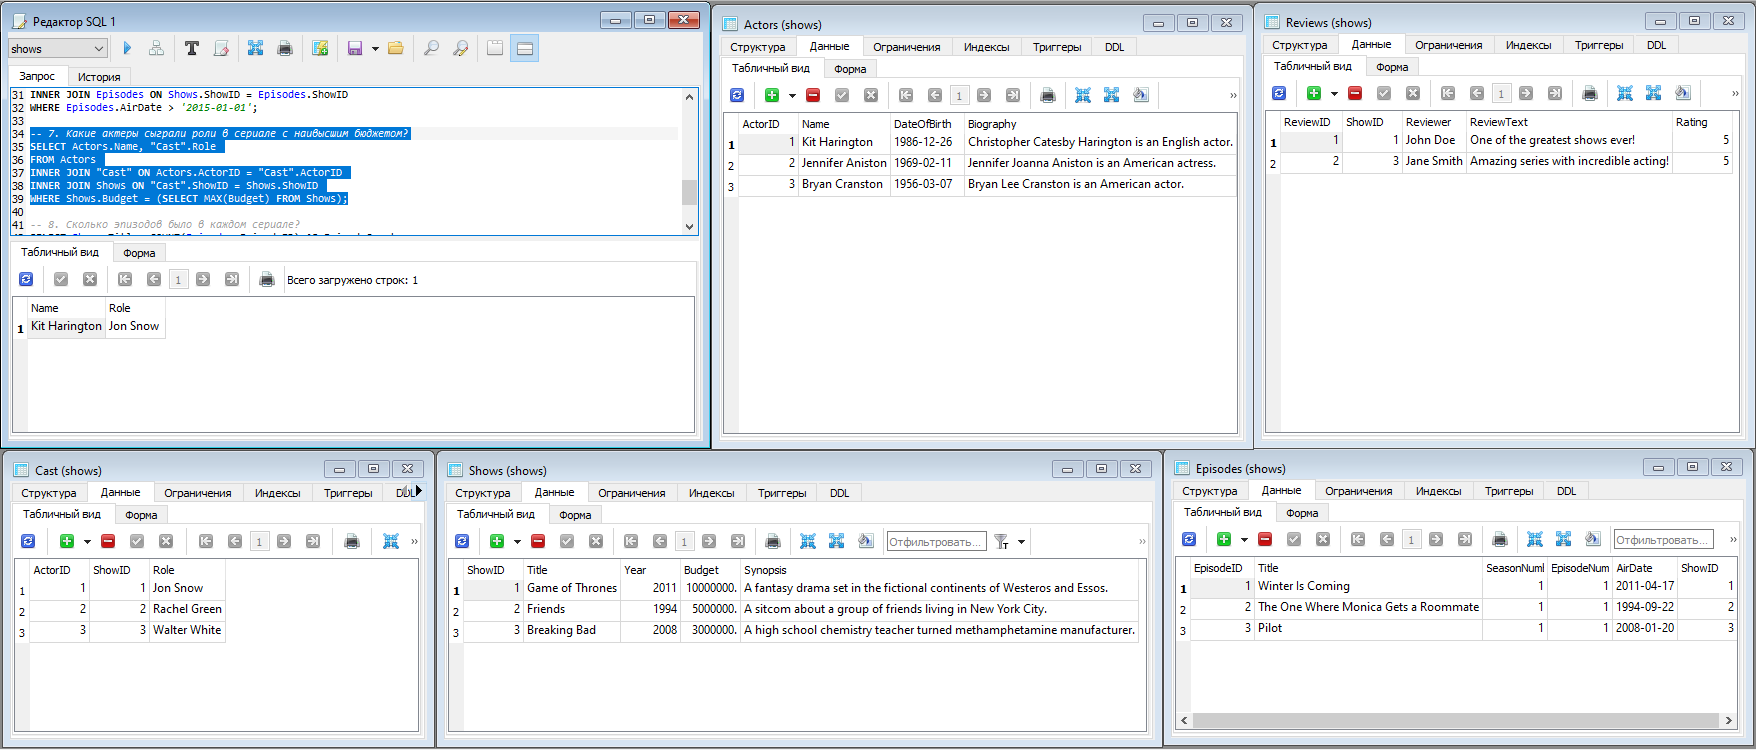 Редактор SQL 1
shows
Запрос История
31 INNER JOIN Episodes ON Shows.ShowID = Episodes.ShowID
32 WHERE Episodes.AirDate > '2015-01-01';
33
34 -- 7. Какие актеры сыграли роли в сериале с наивысшим бюджетом?
35 SELECT Actors.Name, "Cast".Role
36 FROM Actors
37 INNER JOIN "Cast" ON Actors.ActorID = "Cast".ActorID
38 INNER JOIN Shows ON "Cast".ShowID = Shows.ShowID
39 WHERE Shows.Budget = (SELECT MAX(Budget) FROM Shows);
40
41 -- 8. Сколько эпизодов было в каждом сериале?
Табличный вид Форма
1 Всего загружено строк: 1
Name Role
1 Kit Harington Jon Snow
Actors (shows)
Структура Данные Ограничения Индексы Триггеры DDL
Табличный вид Форма
1
ActorID Name DateOfBirth Biography
1 1 Kit Harington 1986-12-26 Christopher Catesby Harington is an English actor.
2 2 Jennifer Aniston 1969-02-11 Jennifer Joanna Aniston is an American actress.
3 3 Bryan Cranston 1956-03-07 Bryan Lee Cranston is an American actor.
Reviews (shows)
Структура Данные Ограничения Индексы Триггеры DDL
Табличный вид Форма
1
ReviewID ShowID Reviewer ReviewText Rating
1 1 1 John Doe One of the greatest shows ever! 5
2 2 3 Jane Smith Amazing series with incredible acting! 5
Cast (shows)
Структура Данные Ограничения Индексы Триггеры
Табличный вид Форма
1
ActorID ShowID Role
1 1 1 Jon Snow
2 2 2 Rachel Green
3 3 3 Walter White
Shows (shows)
Структура Данные Ограничения Индексы Триггеры DDL
Табличный вид Форма
1 Отфильтровать...
ShowID Title Year Budget Synopsis
1 1 Game of Thrones 2011 10000000. A fantasy drama set in the fictional continents of Westeros and Essos.
2 2 Friends 1994 5000000. A sitcom about a group of friends living in New York City.
3 3 Breaking Bad 2008 3000000. A high school chemistry teacher turned methamphetamine manufacturer.
Episodes (shows)
Структура Данные Ограничения Индексы Триггеры DDL
Табличный вид Форма
1 Отфильтровать...
EpisodeID Title SeasonNuml EpisodeNum AirDate ShowID
1 1 Winter Is Coming 1 1 2011-04-17 1
2 2 The One Where Monica Gets a Roommate 1 1 1994-09-22 2
3 3 Pilot 1 1 2008-01-20 3